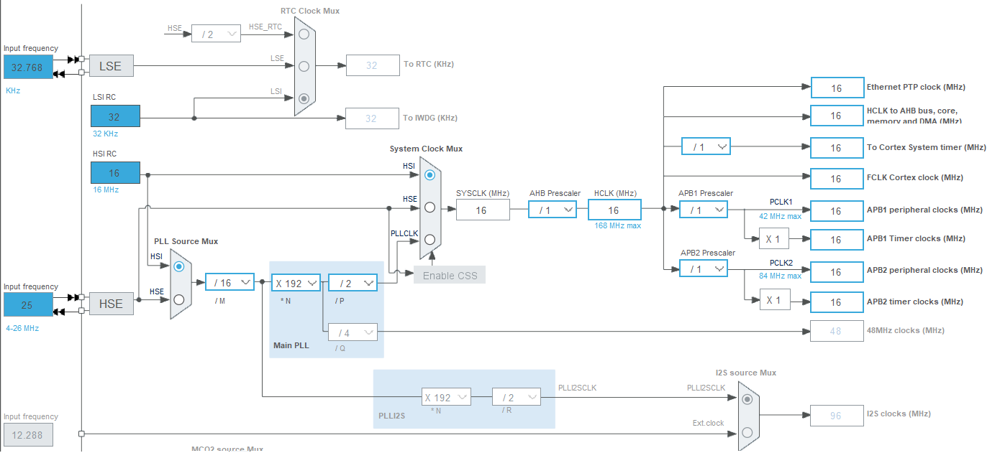 RTC Clock Mux
HSE
/ 2
HSE_RTC
Input frequency
32.768
KHz
LSE
LSE
32
To RTC (KHz)
LSI RC
LSI
32
32 KHz
32
To IWDG (KHz)
16
Ethernet PTP clock (MHz)
16
HCLK to AHB bus, core,
memory and DMA (MHz)
HSI RC
16
16 MHz
System Clock Mux
HSI
HSE
PLLCLK
SYSCLK (MHz)
16
AHB Prescaler
/ 1
HCLK (MHz)
16
168 MHz max
/ 1
16
To Cortex System timer (MHz)
16
FCLK Cortex clock (MHz)
APB1 Prescaler
/ 1
PCLK1
42 MHz max
16
APB1 peripheral clocks (MHz)
X 1
16
APB1 Timer clocks (MHz)
APB2 Prescaler
/ 1
PCLK2
84 MHz max
16
APB2 peripheral clocks (MHz)
X 1
16
APB2 timer clocks (MHz)
PLL Source Mux
HSI
HSE
Enable CSS
Input frequency
25
4-26 MHz
HSE
/ 16
/ M
X 192
* N
/ 2
/ P
/ 4
/ Q
Main PLL
48
48MHz clocks (MHz)
X 192
* N
/ 2
/ R
PLLI2S
PLLI2SCLK
I2S source Mux
PLLI2SCLK
Ext.clock
96
I2S clocks (MHz)
Input frequency
12.288
MCO2 source Mux